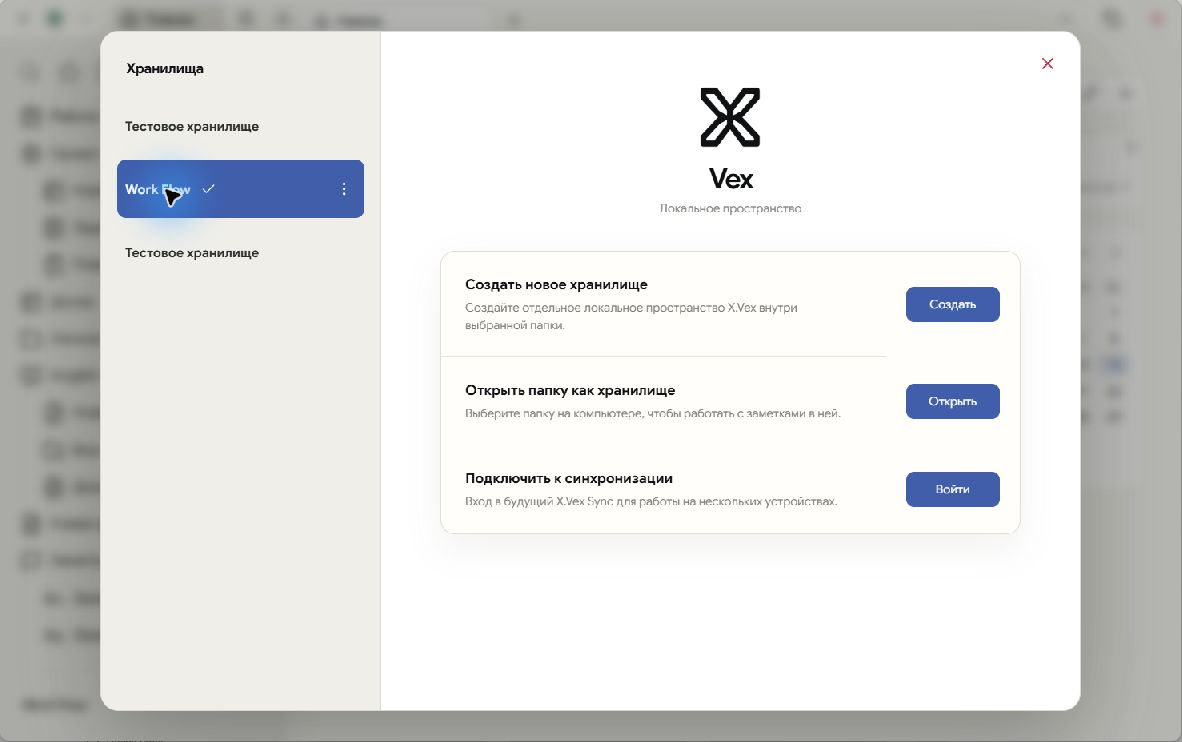 Хранилища
Тестовое хранилище
Work Flow
Тестовое хранилище
Vex
Локальное пространство
Создать новое хранилище
Создайте отдельное локальное пространство X.Vex внутри
выбранной папки.
Создать
Открыть папку как хранилище
Выберите папку на компьютере, чтобы работать с заметками в ней.
Открыть
Подключить к синхронизации
Вход в будущий X.Vex Sync для работы на нескольких устройствах.
Войти